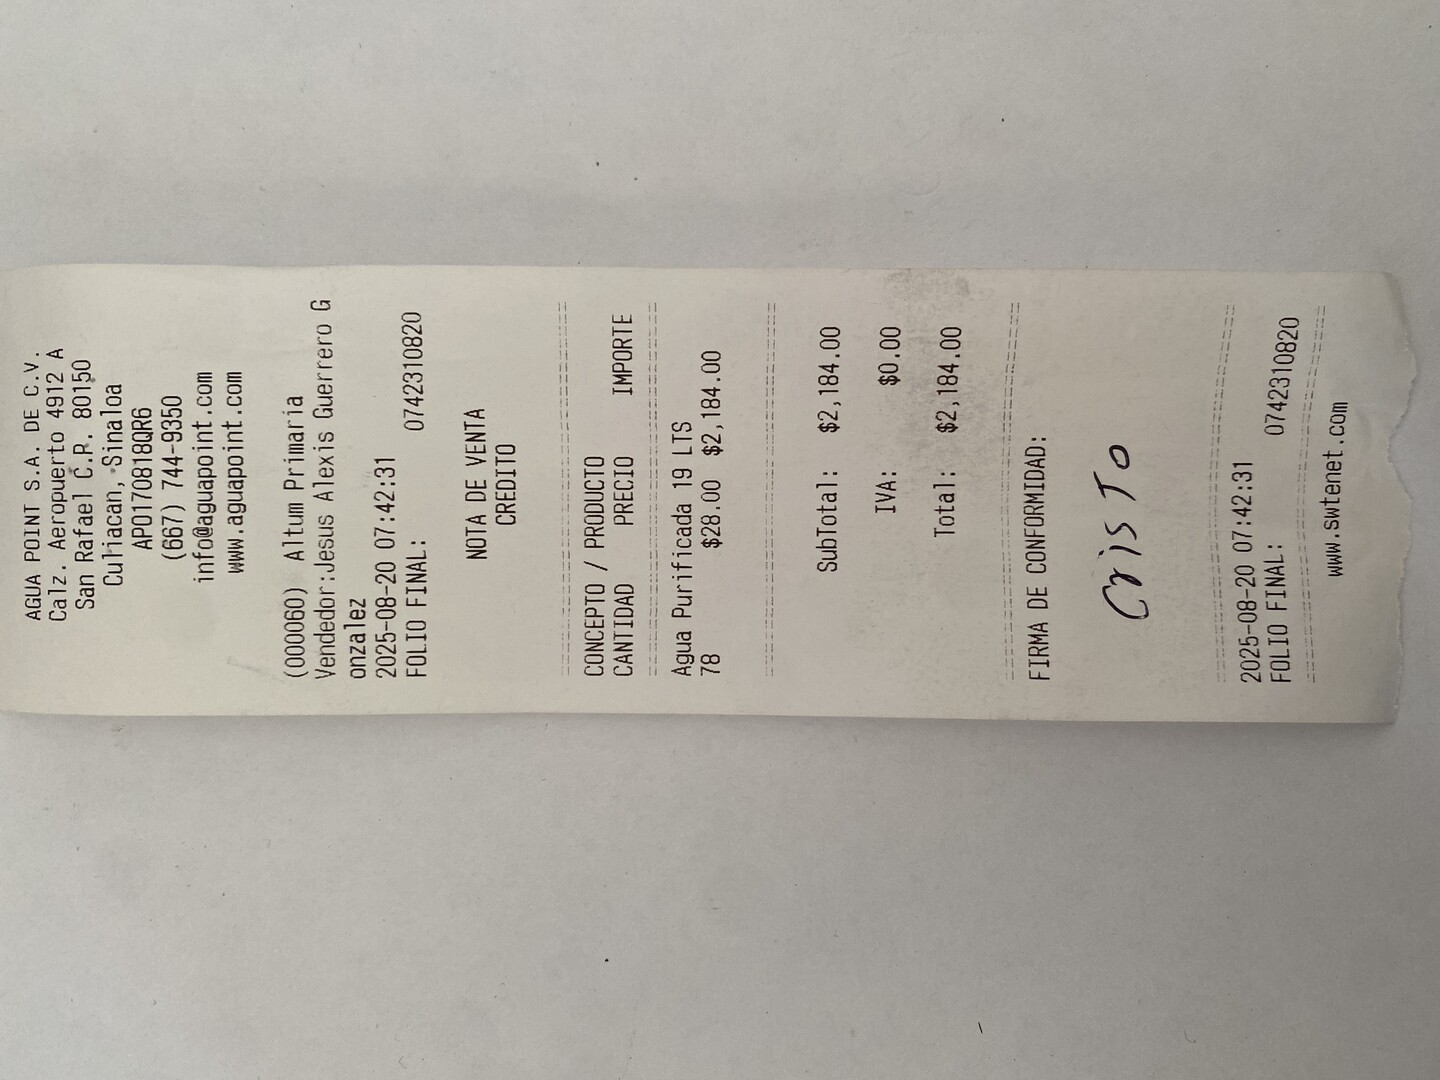 AGUA POINT S.A. DE C.V.
Calz. Aeropuerto 4912 A
San Rafael C.P. 80150
Culiacan, Sinaloa
APO170818QR6
(667) 744-9350
info@aguapoint.com
www.aguapoint.com
(000060) Altum Primaria
Vendedor:Jesus Alexis Guerrero G
onzalez
2025-08-20 07:42:31
FOLIO FINAL: 0742310820
NOTA DE VENTA
CREDITO
CONCEPTO / PRODUCTO
CANTIDAD PRECIO IMPORTE
Agua Purificada 19 LTS
78 $28.00 $2,184.00
SubTotal: $2,184.00
IVA: $0.00
Total: $2,184.00
FIRMA DE CONFORMIDAD:
CrisTo
2025-08-20 07:42:31
FOLIO FINAL: 0742310820
www.swtenet.com